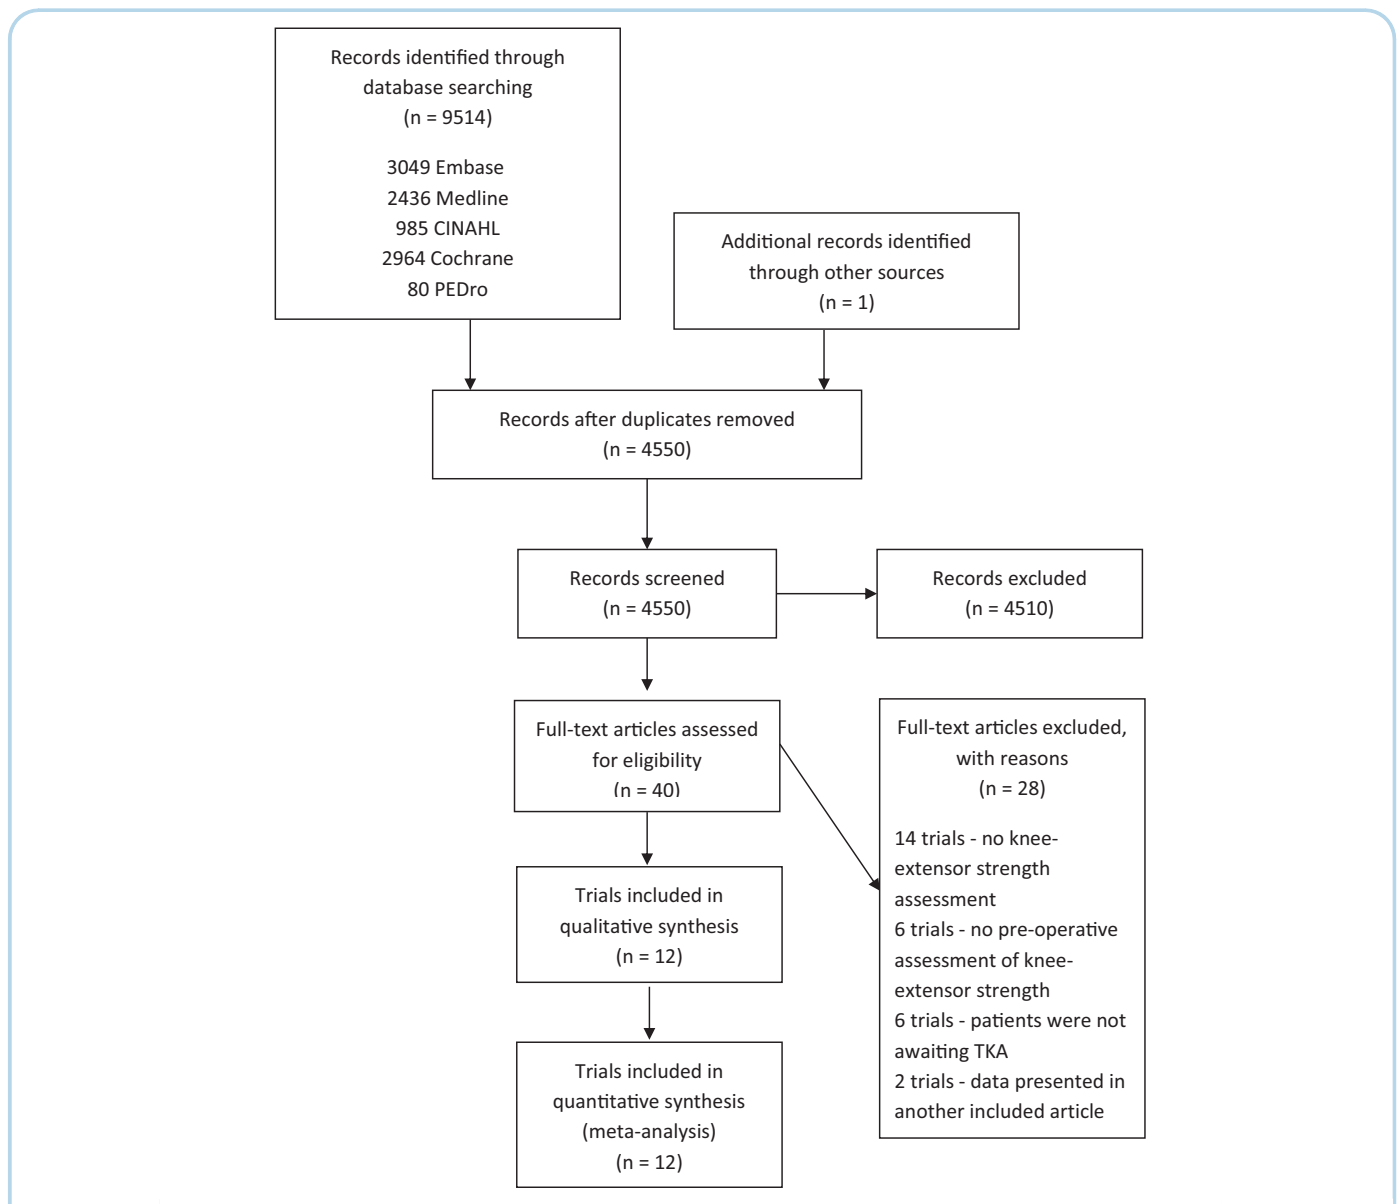 Records identified through
database searching
(n = 9514)
3049 Embase
2436 Medline
985 CINAHL
2964 Cochrane
80 PEDro
Additional records identified
through other sources
(n = 1)
Records after duplicates removed
(n = 4550)
Records screened
(n = 4550)
Records excluded
(n = 4510)
Full-text articles assessed
for eligibility
(n = 40)
Full-text articles excluded,
with reasons
(n = 28)
14 trials - no knee-
extensor strength
assessment
6 trials - no pre-operative
assessment of knee-
extensor strength
6 trials - patients were not
awaiting TKA
2 trials - data presented in
another included article
Trials included in
qualitative synthesis
(n = 12)
Trials included in
quantitative synthesis
(meta-analysis)
(n = 12)